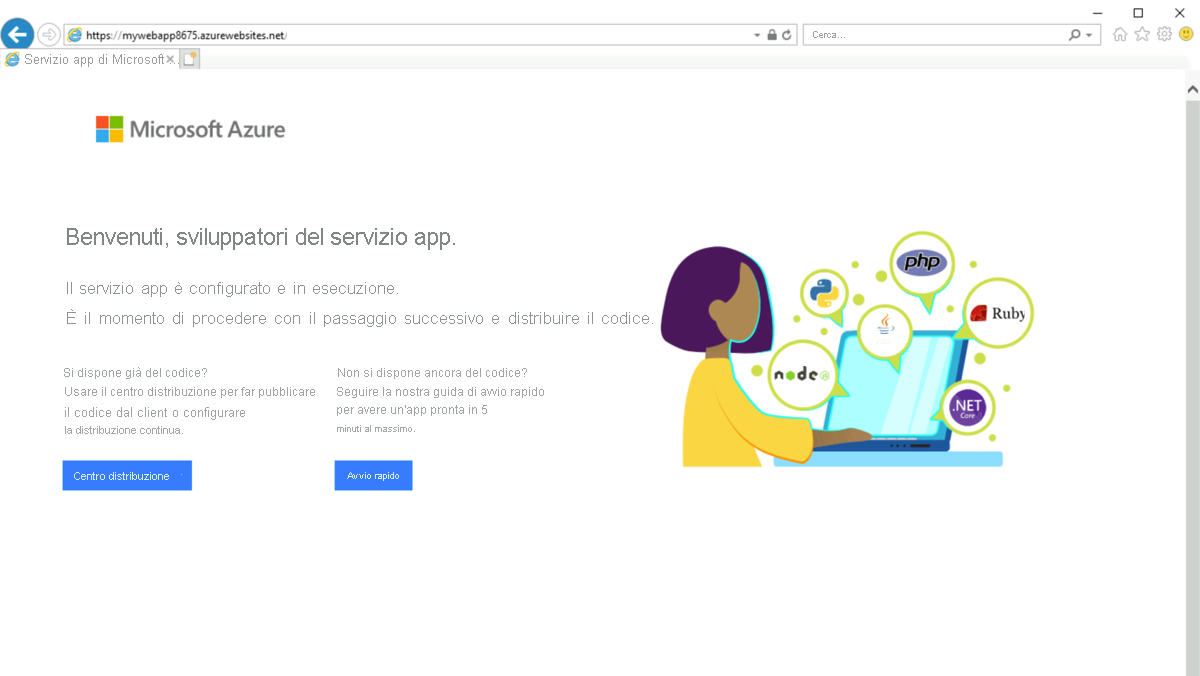 https://mywebapp8675.azurewebsites.net/
Cerca...
Servizio app di Microsoft
Microsoft Azure
Benvenuti, sviluppatori del servizio app.
Il servizio app è configurato e in esecuzione.
È il momento di procedere con il passaggio successivo e distribuire il codice.
Si dispone già del codice?
Usare il centro distribuzione per far pubblicare
il codice dal client o configurare
la distribuzione continua.
Centro distribuzione
Non si dispone ancora del codice?
Seguire la nostra guida di avvio rapido
per avere un'app pronta in 5
minuti al massimo.
Avvio rapido
php
Ruby
node
.NET
Core